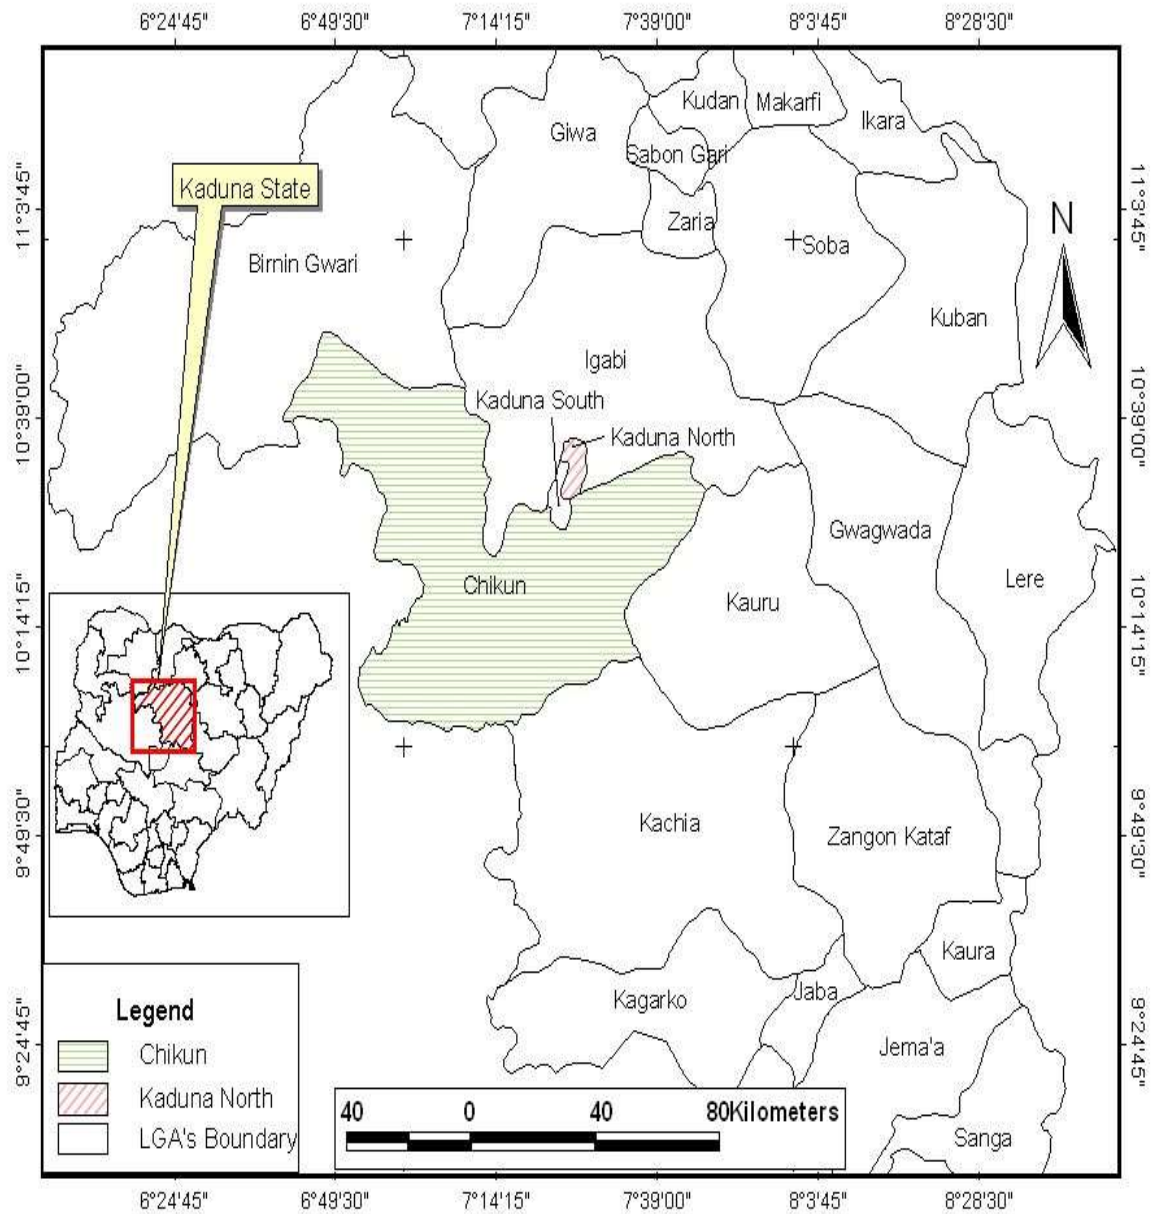 6°24'45" 6°49'30" 7°14'15" 7°39'00" 8°3'45" 8°28'30"
Kudan Makarfi
Ikara
Giwa
Sabon Gari
Kaduna State
11°3'45"
11°3'45"
N
Zaria
Soba
Birnin Gwari
Kuban
Igabi
Kaduna South
10°39'00"
10°39'00"
Kaduna North
Gwagwada
Chikun
Lere
Kauru
10°14'15"
10°14'15"
Kachia
Zangon Kataf
9°49'30"
9°49'30"
Kaura
Jaba
Kagarko
Legend
Chikun
Kaduna North
LGA's Boundary
9°24'45"
9°24'45"
Jema'a
40 0 40 80Kilometers
Sanga
6°24'45" 6°49'30" 7°14'15" 7°39'00" 8°3'45" 8°28'30"